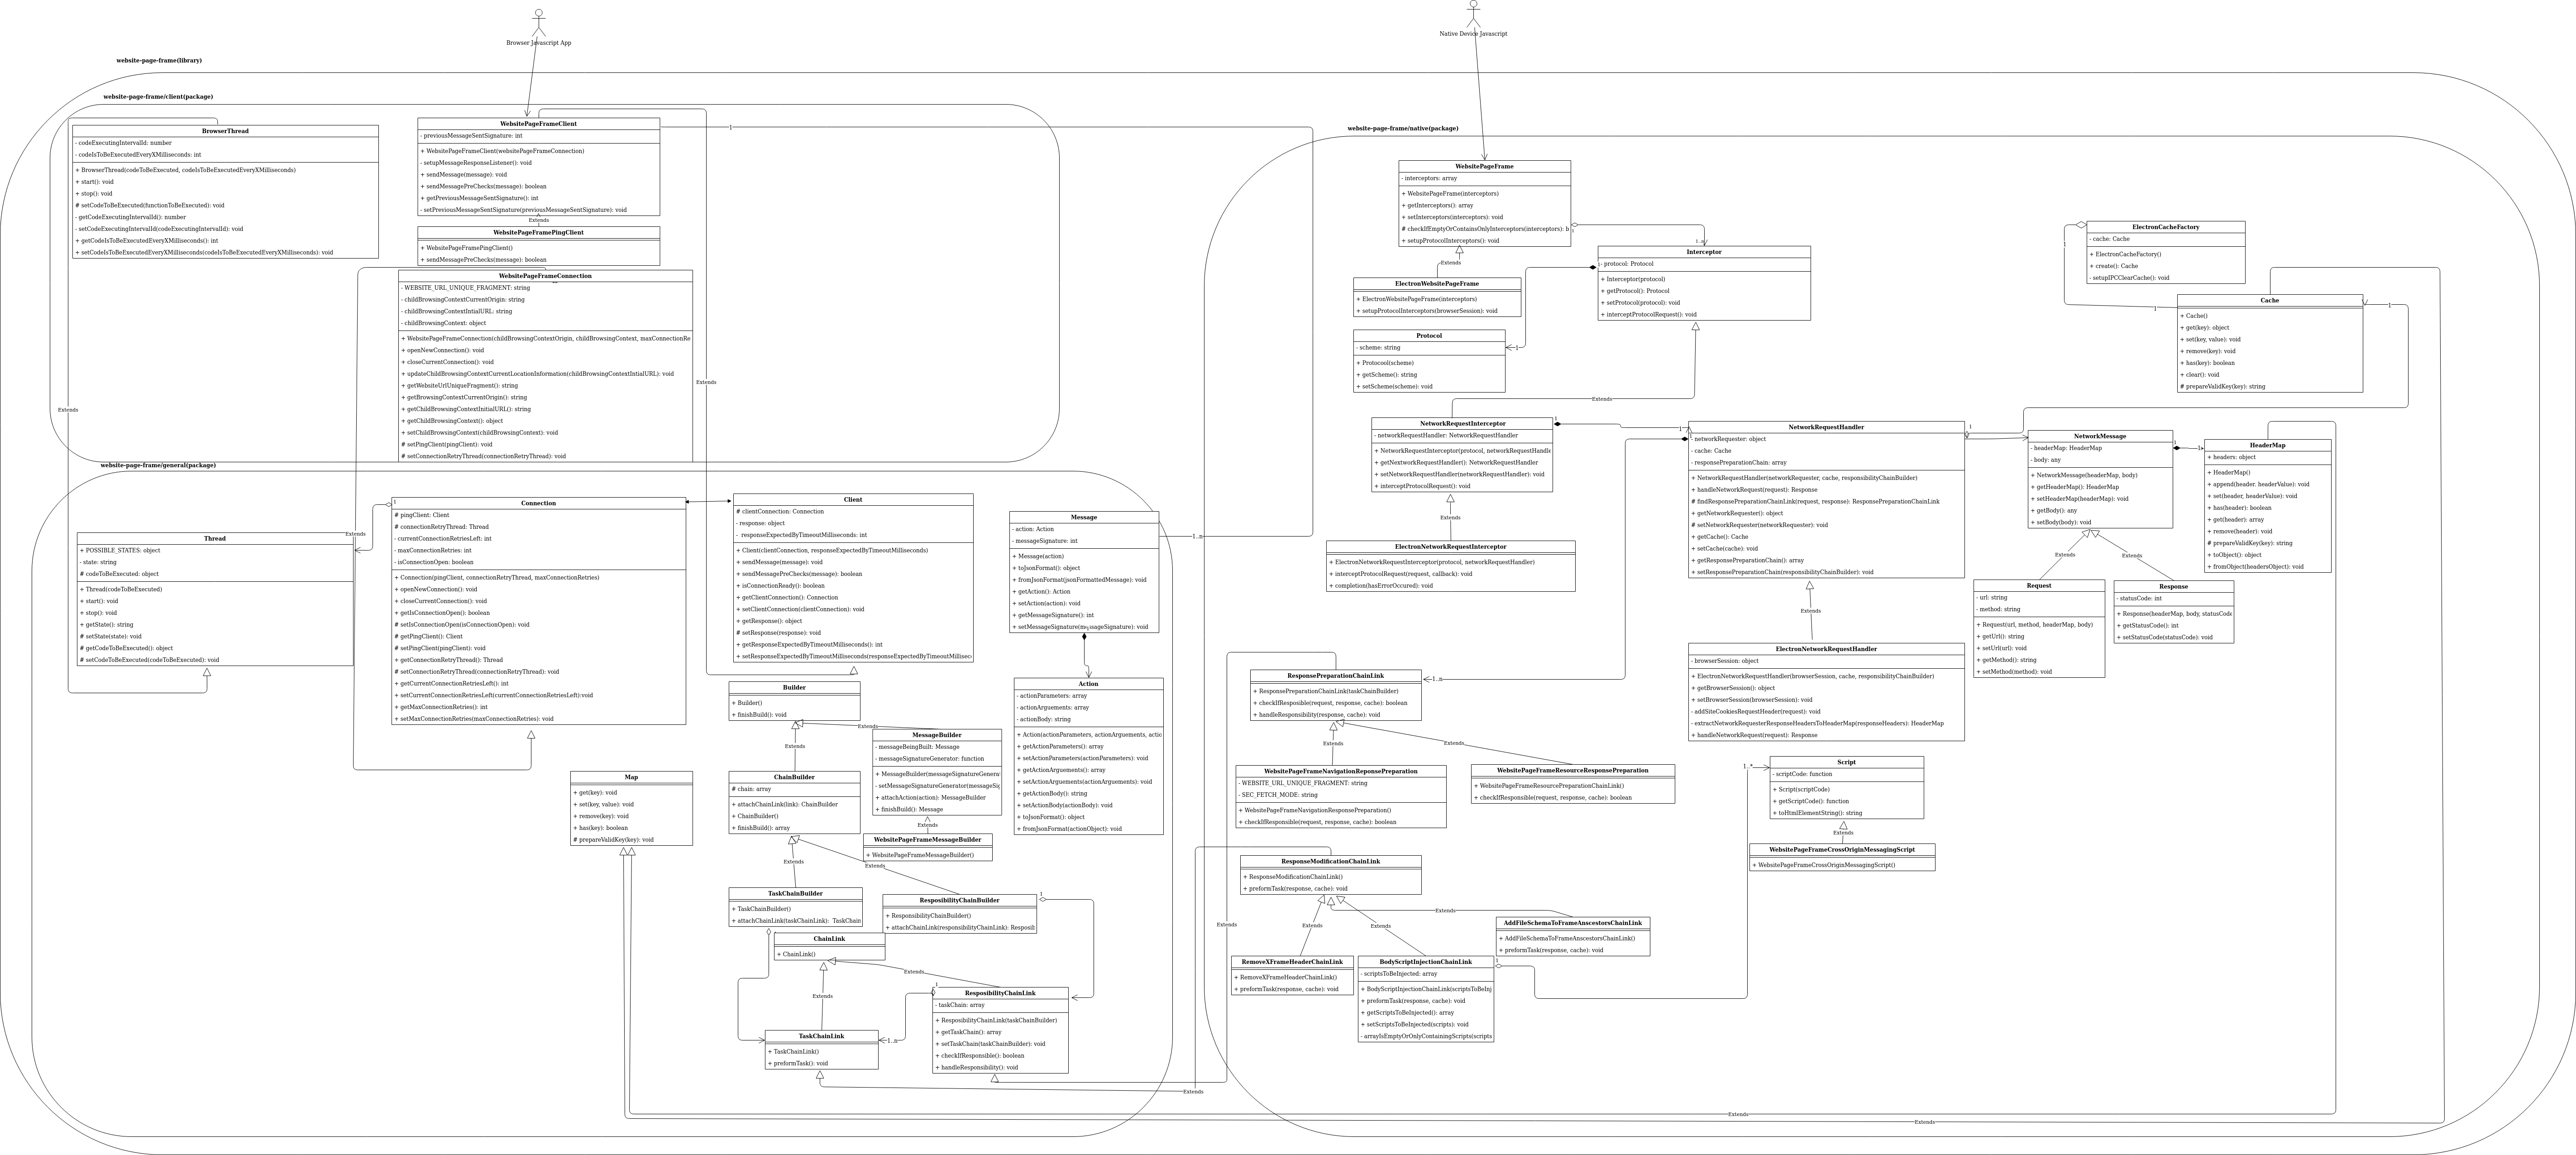 Browser Javascript App
Native Device Javascript
website-page-frame(library)
website-page-frame/client(package)
BrowserThread
- codeExecutingIntervalId: number
- codeIsToBeExecutedEveryXMilliseconds: int
+ BrowserThread(codeToBeExecuted, codeIsToBeExecutedEveryXMilliseconds)
+ start(): void
+ stop(): void
# setCodeToBeExecuted(functionToBeExecuted): void
- getCodeExecutingIntervalId(): number
- setCodeExecutingIntervalId(codeExecutingIntervalId): void
+ getCodeIsToBeExecutedEveryXMilliseconds(): int
+ setCodeIsToBeExecutedEveryXMilliseconds(codeIsToBeExecutedEveryXMilliseconds): void
WebsitePageFrameClient
- previousMessageSentSignature: int
+ WebsitePageFrameClient(websitePageFrameConnection)
- setupMessageResponseListener(): void
+ sendMessage(message): void
+ sendMessagePreChecks(message): boolean
+ getPreviousMessageSentSignature(): int
- setPreviousMessageSentSignature(previousMessageSentSignature): void
1
Extends
WebsitePageFramePingClient
+ WebsitePageFramePingClient()
+ sendMessagePreChecks(message): boolean
WebsitePageFrameConnection
- WEBSITE_URL_UNIQUE_FRAGMENT: string
- childBrowsingContextCurrentOrigin: string
- childBrowsingContextIntialURL: string
- childBrowsingContext: object
+ WebsitePageFrameConnection(childBrowsingContextOrigin, childBrowsingContext, maxConnectionRe
+ openNewConnection(): void
+ closeCurrentConnection(): void
+ updateChildBrowsingContextCurrentLocationInformation(childBrowsingContextIntialURL): void
+ getWebsiteUrlUniqueFragment(): string
+ getBrowsingContextCurrentOrigin(): string
+ getChildBrowsingContextInitialURL(): string
+ getChildBrowsingContext(): object
+ setChildBrowsingContext(childBrowsingContext): void
# setPingClient(pingClient): void
# setConnectionRetryThread(connectionRetryThread): void
Extends
Extends
Extends
website-page-frame/general(package)
Thread
+ POSSIBLE_STATES: object
- state: string
# codeToBeExecuted: object
+ Thread(codeToBeExecuted)
+ start(): void
+ stop(): void
+ getState(): string
# setState(state): void
# getCodeToBeExecuted(): object
# setCodeToBeExecuted(codeToBeExecuted): void
1
Connection
# pingClient: Client
# connectionRetryThread: Thread
- currentConnectionRetriesLeft: int
- maxConnectionRetries: int
- isConnectionOpen: boolean
+ Connection(pingClient, connectionRetryThread, maxConnectionRetries)
+ openNewConnection(): void
+ closeCurrentConnection(): void
+ getIsConnectionOpen(): boolean
# setIsConnectionOpen(isConnectionOpen): void
# getPingClient(): Client
# setPingClient(pingClient): void
+ getConnectionRetryThread(): Thread
# setConnectionRetryThread(connectionRetryThread): void
+ getCurrentConnectionRetriesLeft(): int
+ setCurrentConnectionRetriesLeft(currentConnectionRetriesLeft):void
+ getMaxConnectionRetries(): int
+ setMaxConnectionRetries(maxConnectionRetries): void
Client
# clientConnection: Connection
- response: object
- responseExpectedByTimeoutMilliseconds: int
+ Client(clientConnection, responseExpectedByTimeoutMilliseconds)
+ sendMessage(message): void
+ sendMessagePreChecks(message): boolean
+ isConnectionReady(): boolean
+ getClientConnection(): Connection
+ setClientConnection(clientConnection): void
+ getResponse(): object
# setResponse(response): void
+ getResponseExpectedByTimeoutMilliseconds(): int
+ setResponseExpectedByTimeoutMilliseconds(responseExpectedByTimeoutMillisec
Message
- action: Action
- messageSignature: int
+ Message(action)
+ toJsonFormat(): object
+ fromJsonFormat(jsonFormattedMessage): void
+ getAction(): Action
+ setAction(action): void
+ getMessageSignature(): int
+ setMessageSignature(messageSignature): void
1..n
Action
- actionParameters: array
- actionArguements: array
- actionBody: string
+ Action(actionParameters, actionArguements, actio
+ getActionParameters(): array
+ setActionParameters(actionParameters): void
+ getActionArguements(): array
+ setActionArguements(actionArguments): void
+ getActionBody(): string
+ setActionBody(actionBody): void
+ toJsonFormat(): object
+ fromJsonFormat(actionObject): void
Builder
+ Builder()
+ finishBuild(): void
Extends
Extends
MessageBuilder
- messageBeingBuilt: Message
- messageSignatureGenerator: function
+ MessageBuilder(messageSignatureGenera
- setMessageSignatureGenerator(messageSig
+ attachAction(action): MessageBuilder
+ finishBuild(): Message
Extends
WebsitePageFrameMessageBuilder
+ WebsitePageFrameMessageBuilder()
ChainBuilder
# chain: array
+ attachChainLink(link): ChainBuilder
+ ChainBuilder()
+ finishBuild(): array
Map
+ get(key): void
+ set(key, value): void
+ remove(key): void
+ has(key): boolean
# prepareValidKey(key): void
Extends
Extends
TaskChainBuilder
+ TaskChainBuilder()
+ attachChainLink(taskChainLink): TaskChain
ResposibilityChainBuilder
+ ResponsibilityChainBuilder()
+ attachChainLink(responsibilityChainLink): Resposil
1
ChainLink
+ ChainLink()
Extends
Extends
1
ResposibilityChainLink
- taskChain: array
+ ResposibilityChainLink(taskChainBuilder)
+ getTaskChain(): array
+ setTaskChain(taskChainBuilder): void
+ checkIfResponsible(): boolean
+ handleResponsibility(): void
1..n
TaskChainLink
+ TaskChainLink()
+ preformTask(): void
website-page-frame/native(package)
WebsitePageFrame
- interceptors: array
+ WebsitePageFrame(interceptors)
+ getInterceptors(): array
+ setInterceptors(interceptors): void
# checkIfEmptyOrContainsOnlyInterceptors(interceptors): b
+ setupProtocolInterceptors(): void
1
1..n
Extends
Interceptor
- protocol: Protocol
+ Interceptor(protocol)
+ getProtocol(): Protocol
+ setProtocol(protocol): void
+ interceptProtocolRequest(): void
1
ElectronWebsitePageFrame
+ ElectronWebsitePageFrame(interceptors)
+ setupProtocolInterceptors(browserSession): void
Protocol
- scheme: string
+ Protocool(scheme)
+ getScheme(): string
+ setScheme(scheme): void
1
Extends
ElectronCacheFactory
- cache: Cache
+ ElectronCacheFactory()
+ create(): Cache
- setupIPCClearCache(): void
1
1
1
Cache
+ Cache()
+ get(key): object
+ set(key, value): void
+ remove(key): void
+ has(key): boolean
+ clear(): void
# prepareValidKey(key): string
NetworkRequestInterceptor
- networkRequestHandler: NetworkRequestHandler
+ NetworkRequestInterceptor(protocol, networkRequestHandle
+ getNextworkRequestHandler(): NetworkRequestHandler
+ setNetworkRequestHandler(networkRequestHandler): void
+ interceptProtocolRequest(): void
1
1
Extends
ElectronNetworkRequestInterceptor
+ ElectronNetworkRequestInterceptor(protocol, networkRequestHandler)
+ interceptProtocolRequest(request, callback): void
+ completion(hasErrorOccured): void
NetworkRequestHandler
- networkRequester: object
- cache: Cache
- responsePreparationChain: array
+ NetworkRequestHandler(networkRequester, cache, responsibilityChainBuilder)
+ handleNetworkRequest(request): Response
# findResponsePreparationChainLink(request, response): ResponsePreparationChainLink
+ getNetworkRequester(): object
# setNetworkRequester(networkRequester): void
+ getCache(): Cache
+ setCache(cache): void
+ getResponsePreparationChain(): array
+ setResponsePreparationChain(responsibilityChainBuilder): void
1
NetworkMessage
- headerMap: HeaderMap
- body: any
+ NetworkMessage(headerMap, body)
+ getHeaderMap(): HeaderMap
+ setHeaderMap(headerMap): void
+ getBody(): any
+ setBody(body): void
1
1
HeaderMap
+ headers: object
+ HeaderMap()
+ append(header. headerValue): void
+ set(header, headerValue): void
+ has(header): boolean
+ get(header): array
+ remove(header): void
# prepareValidKey(key): string
+ toObject(): object
+ fromObject(headersObject): void
Extends
Extends
Request
- url: string
- method: string
+ Request(url, method, headerMap, body)
+ getUrl(): string
+ setUrl(url): void
+ getMethod(): string
+ setMethod(method): void
Response
- statusCode: int
+ Response(headerMap, body, statusCode
+ getStatusCode(): int
+ setStatusCode(statusCode): void
Extends
ElectronNetworkRequestHandler
- browserSession: object
+ ElectronNetworkRequestHandler(browserSession, cache, responsibilityChainBuilder)
+ getBrowserSession(): object
+ setBrowserSession(browserSession): void
- addSiteCookiesRequestHeader(request): void
- extractNetworkRequesterResponseHeadersToHeaderMap(responseHeaders): HeaderMap
+ handleNetworkRequest(request): Response
ResponsePreparationChainLink
+ ResponsePreparationChainLink(taskChainBuilder)
+ checkIfResposible(request, response, cache): boolean
+ handleResponsibility(response, cache): void
1..n
Extends
Extends
WebsitePageFrameNavigationReponsePreparation
- WEBSITE_URL_UNIQUE_FRAGMENT: string
- SEC_FETCH_MODE: string
+ WebsitePageFrameNavigationResponsePreparation()
+ checkIfResponsible(request, response, cache): boolean
WebsitePageFrameResourceResponsePreparation
+ WebsitePageFrameResourcePreparationChainLink()
+ checkIfResponsible(request, response, cache): boolean
1..*
Script
- scriptCode: function
+ Script(scriptCode)
+ getScriptCode(): function
+ toHtmlElementString(): string
Extends
WebsitePageFrameCrossOriginMessagingScript
+ WebsitePageFrameCrossOriginMessagingScript()
ResponseModificationChainLink
+ ResponseModificationChainLink()
+ preformTask(response, cache): void
Extends
Extends
Extends
Extends
AddFileSchemaToFrameAnscestorsChainLink
+ AddFileSchemaToFrameAnscestorsChainLink()
+ preformTask(response, cache): void
RemoveXFrameHeaderChainLink
+ RemoveXFrameHeaderChainLink()
+ preformTask(response, cache): void
BodyScriptInjectionChainLink
- scriptsToBeInjected: array
+ BodyScriptInjectionChainLink(scriptsToBeInj
+ preformTask(response, cache): void
+ getScriptsToBeInjected(): array
+ setScriptsToBeInjected(scripts): void
- arrayIsEmptyOrOnlyContainingScripts(scripts
1
Extends
Extends
Extends